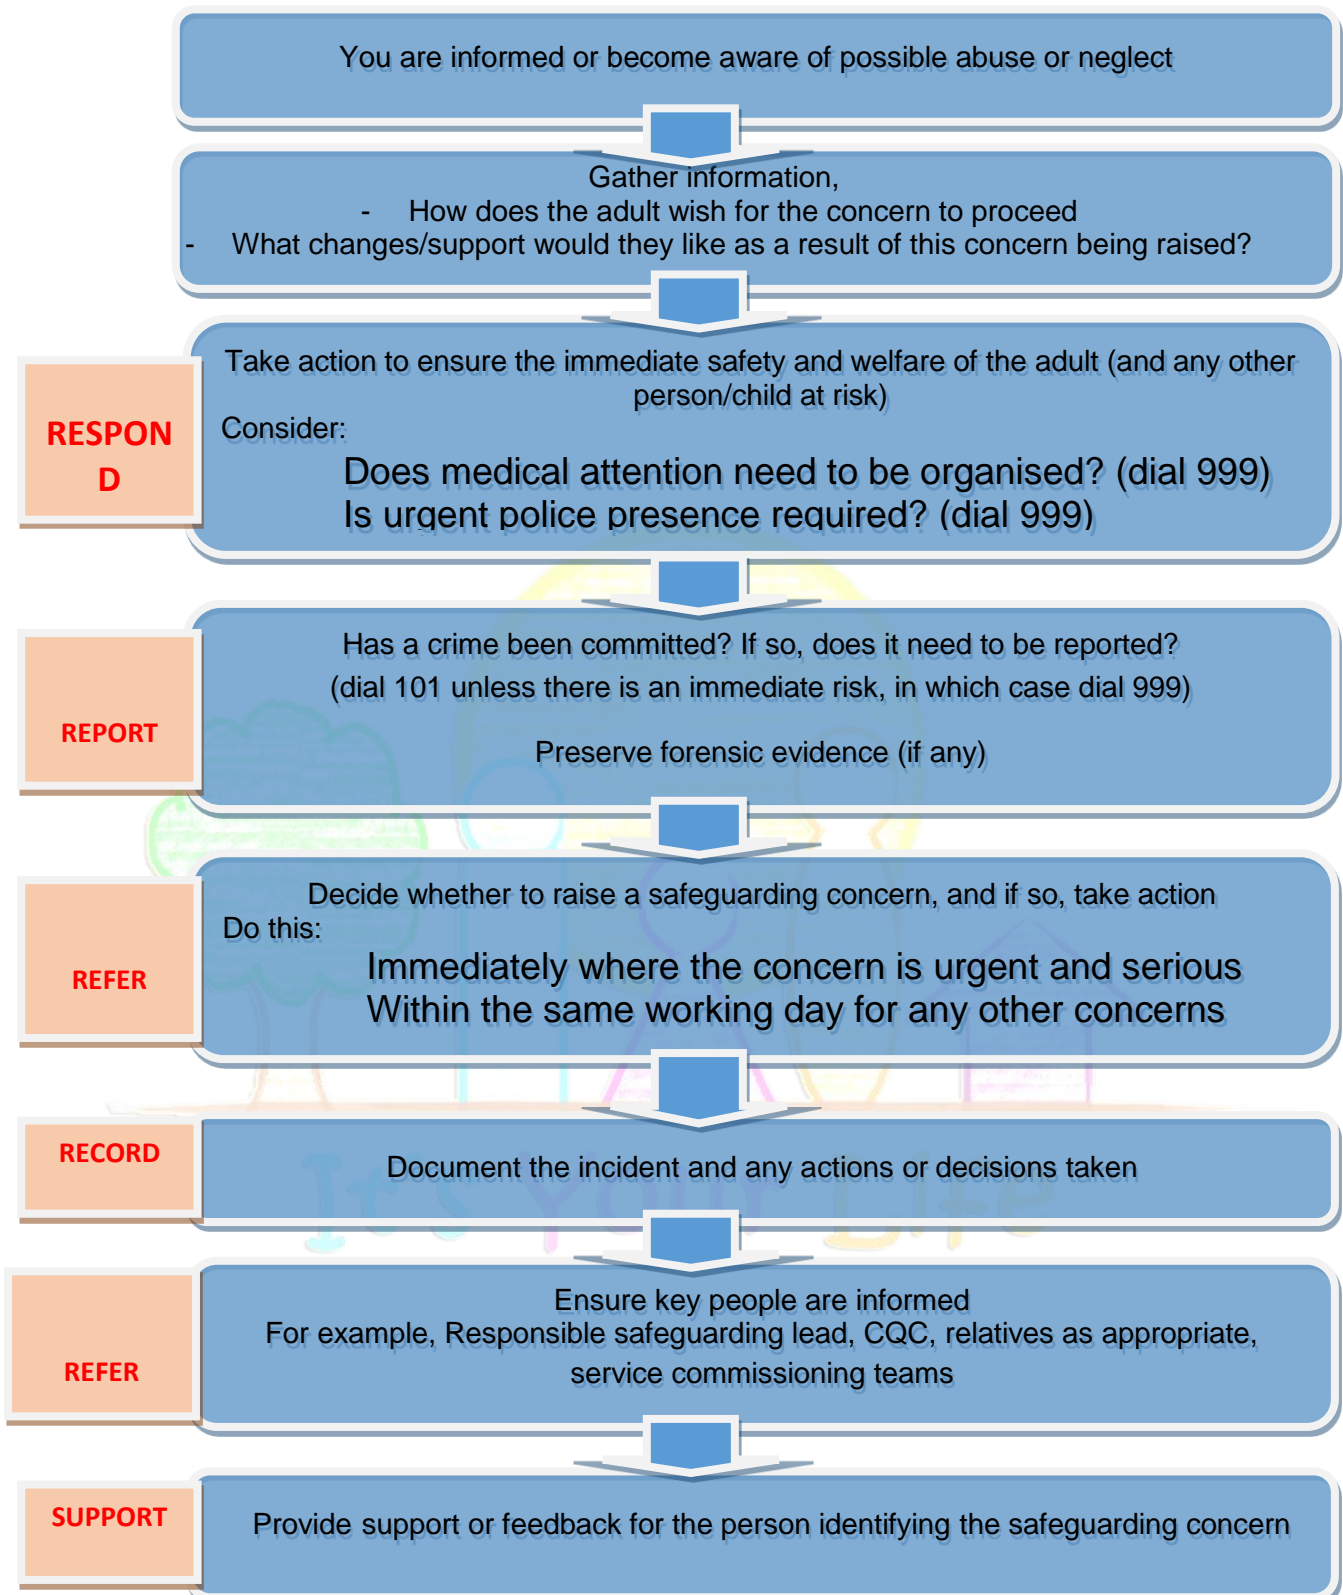 You are informed or become aware of possible abuse or neglect
Gather information,
- How does the adult wish for the concern to proceed
- What changes/support would they like as a result of this concern being raised?
RESPON
D
Take action to ensure the immediate safety and welfare of the adult (and any other
person/child at risk)
Consider:
Does medical attention need to be organised? (dial 999)
Is urgent police presence required? (dial 999)
REPORT
Has a crime been committed? If so, does it need to be reported?
(dial 101 unless there is an immediate risk, in which case dial 999)
Preserve forensic evidence (if any)
REFER
Decide whether to raise a safeguarding concern, and if so, take action
Do this:
Immediately where the concern is urgent and serious
Within the same working day for any other concerns
RECORD
Document the incident and any actions or decisions taken
It's Your Life
REFER
Ensure key people are informed
For example, Responsible safeguarding lead, CQC, relatives as appropriate,
service commissioning teams
SUPPORT
Provide support or feedback for the person identifying the safeguarding concern